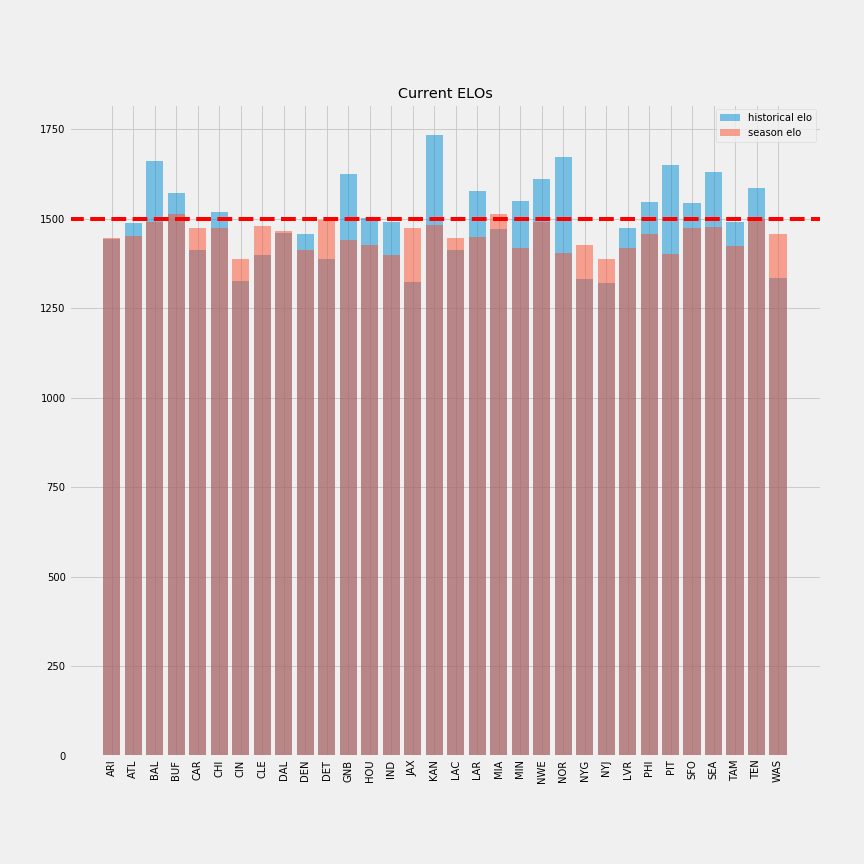 Current ELOs
historical elo
season elo
1750
1500
1250
1000
750
500
250
0
ARI ATL BAL BUF CAR CHI CIN CLE DAL DEN DET GNB HOU IND JAX KAN LAC LAR MIA MIN NWE NOR NYG NYJ LVR PHI PIT SFO SEA TAM TEN WAS